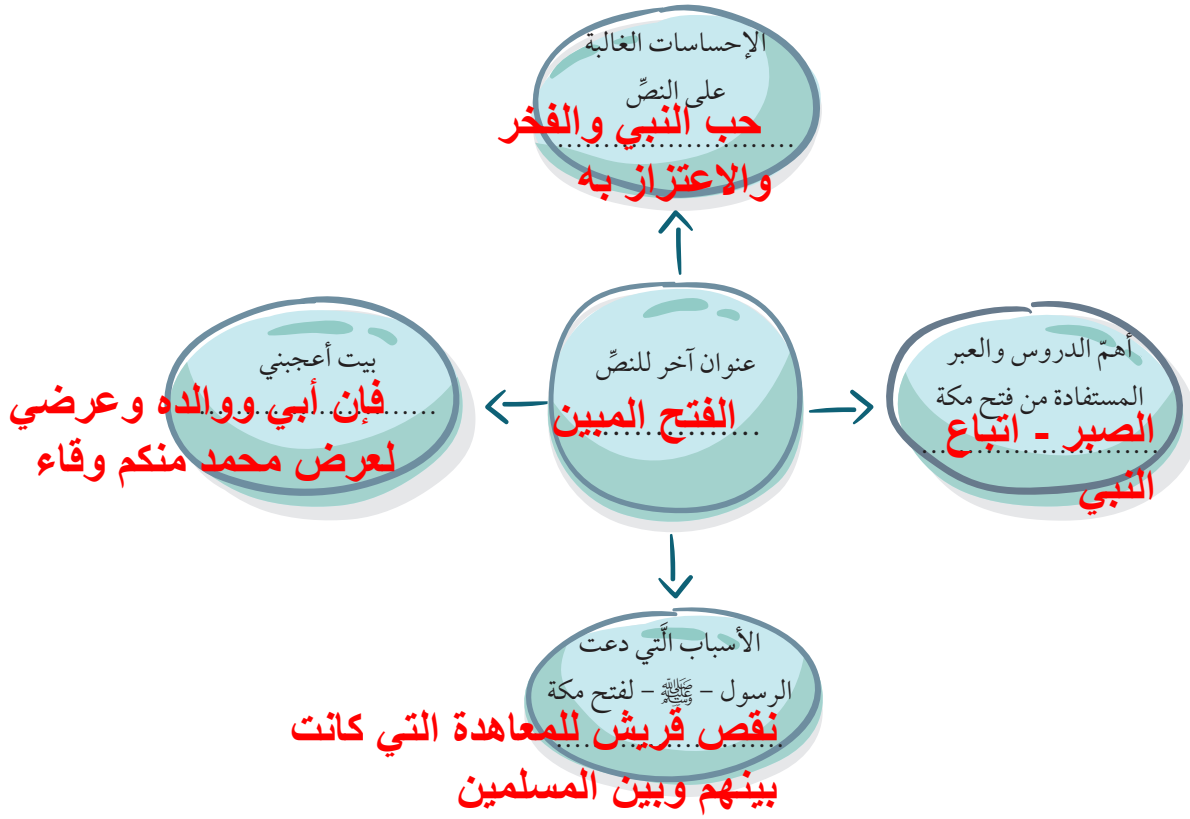 الإحساسات الغالبة
على النصِّ
حب النبي والفخر
والاعتزاز به
أهمّ الدروس والعبر
المستفادة من فتح مكة
الصبر - اتباع
النبي
عنوان آخر للنصِّ
الفتح المبين
بيت أعجبني
فإن أبي ووالده وعرضي
لعرض محمد منكم وقاء
الأسباب الَّتي دعت
الرسول – ﷺ – لفتح مكة
نقص قريش للمعاهدة التي كانت
بينهم وبين المسلمين